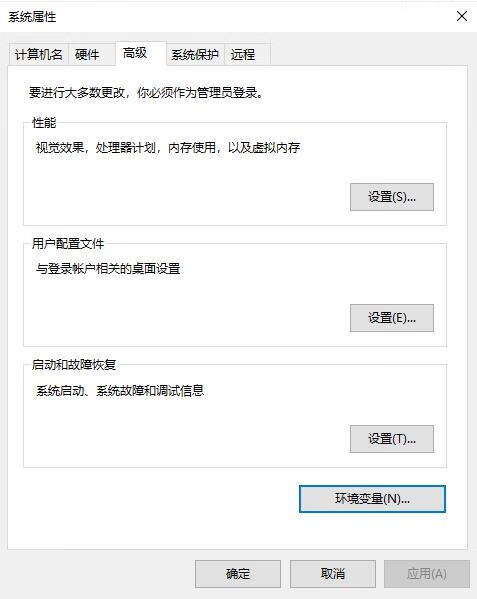 系统属性
计算机名 硬件 高级 系统保护 远程
要进行大多数更改，你必须作为管理员登录。
性能
视觉效果，处理器计划，内存使用，以及虚拟内存
设置(S)...
用户配置文件
与登录帐户相关的桌面设置
设置(E)...
启动和故障恢复
系统启动、系统故障和调试信息
设置(T)...
环境变量(N)...
确定 取消 应用(A)